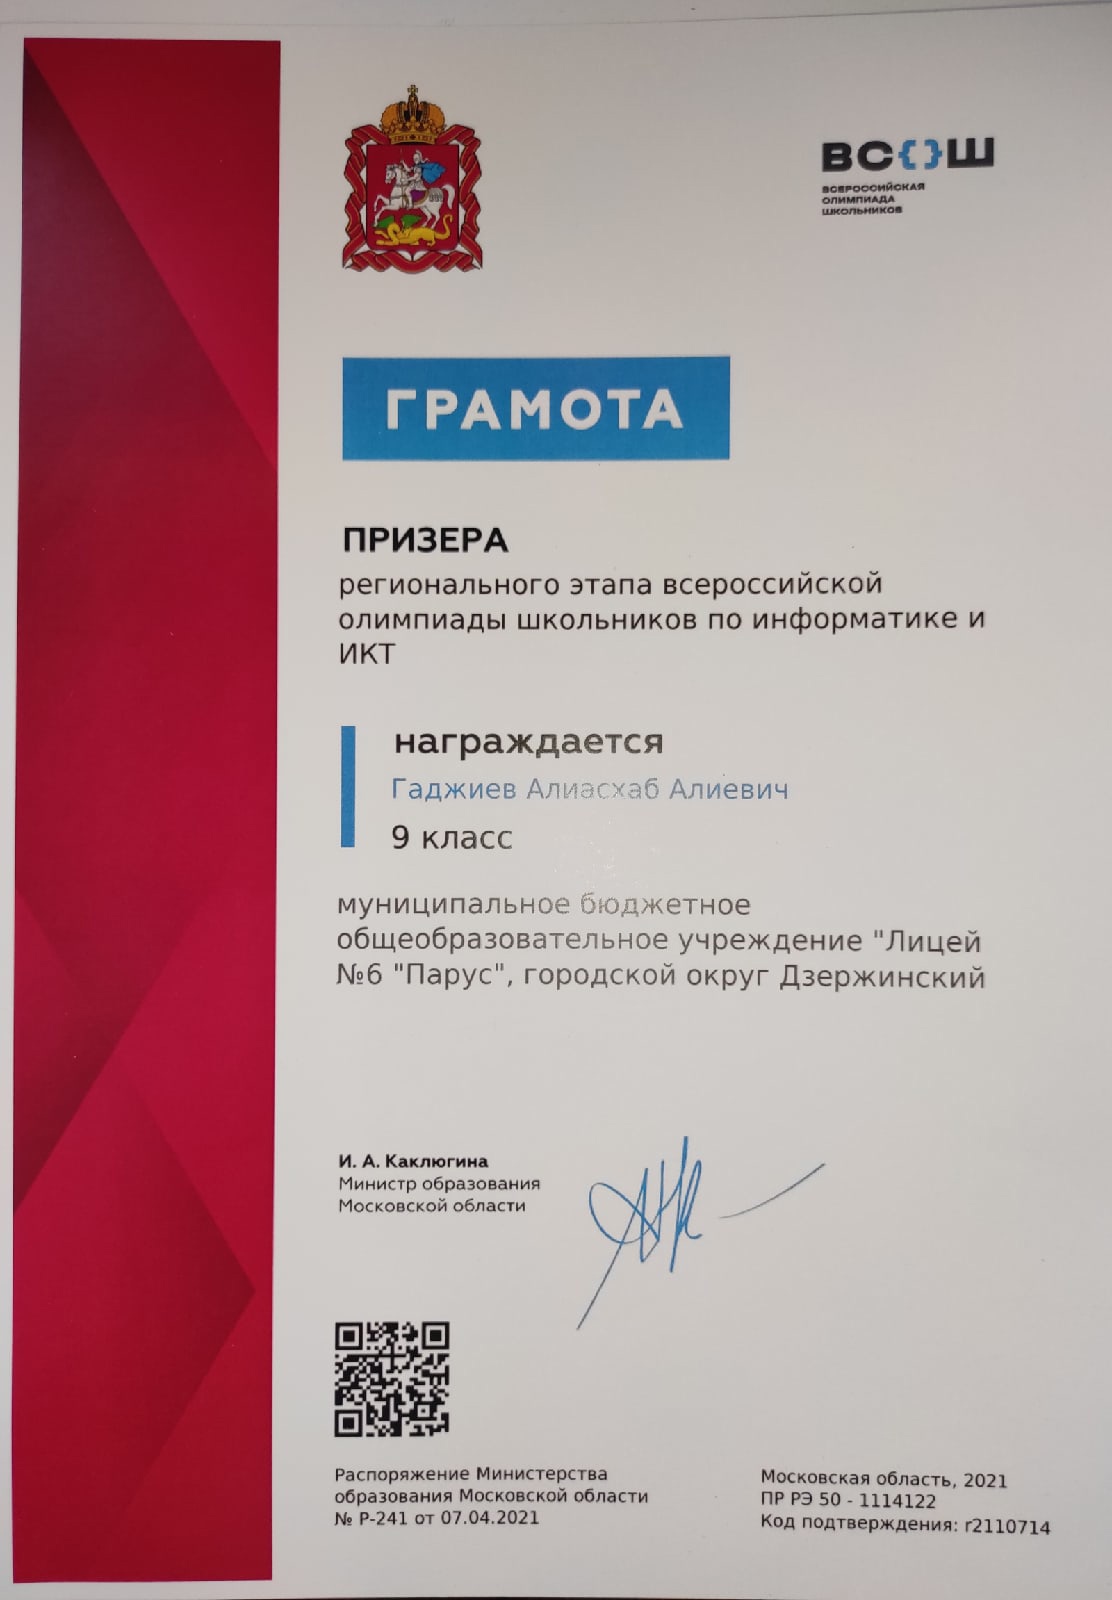 ВС{}Ш
ВСЕРОССИЙСКАЯ
ОЛИМПИАДА
ШКОЛЬНИКОВ
ГРАМОТА
ПРИЗЕРА
регионального этапа всероссийской
олимпиады школьников по информатике и
ИКТ
награждается
Гаджиев Алиасхаб Алиевич
9 класс
муниципальное бюджетное
общеобразовательное учреждение "Лицей
№6 "Парус", городской округ Дзержинский
И. А. Каклюгина
Министр образования
Московской области
Распоряжение Министерства
образования Московской области
№ Р-241 от 07.04.2021
Московская область, 2021
ПР РЭ 50 - 1114122
Код подтверждения: r2110714